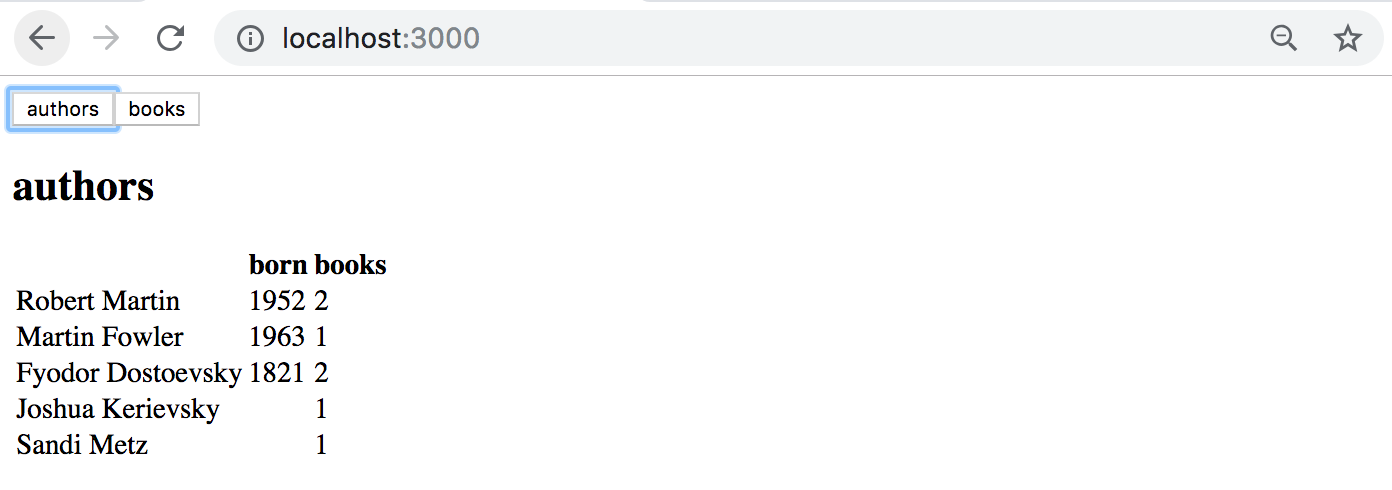 localhost:3000
authors books
authors
born books
Robert Martin 1952 2
Martin Fowler 1963 1
Fyodor Dostoevsky 1821 2
Joshua Kerievsky 1
Sandi Metz 1